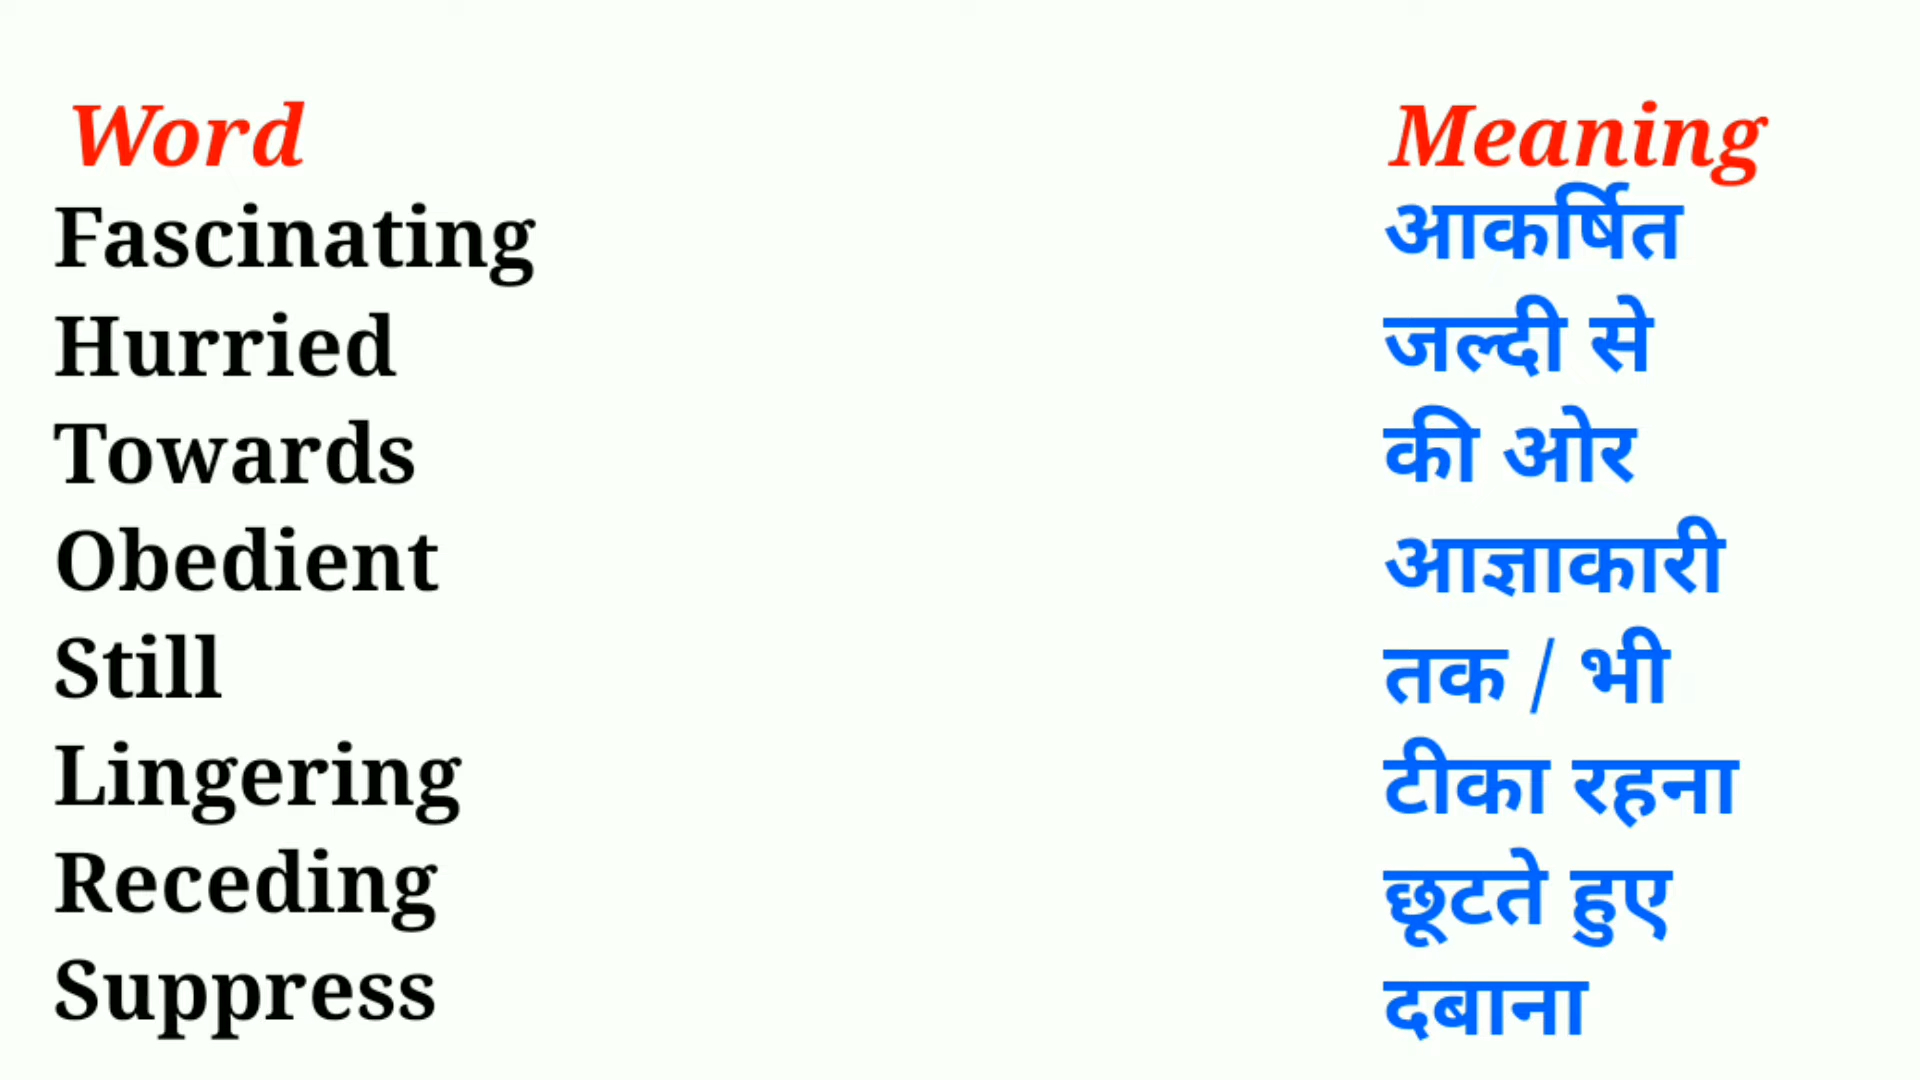 Word Meaning
Fascinating आकर्षित
Hurried जल्दी से
Towards की ओर
Obedient आज्ञाकारी
Still तक / भी
Lingering टीका रहना
Receding छूटते हुए
Suppress दबाना